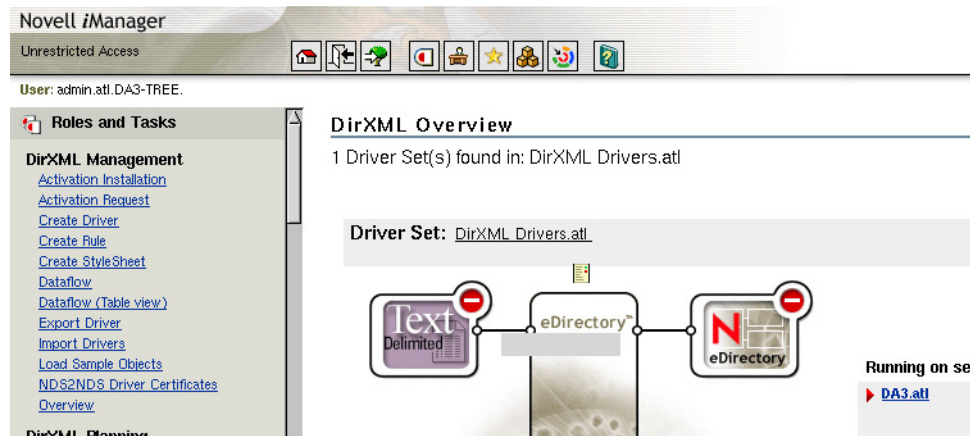 Novell iManager
Unrestricted Access
User: admin.atl.DA3-TREE.
Roles and Tasks
DirXML Management
Activation Installation
Activation Request
Create Driver
Create Rule
Create StyleSheet
Dataflow
Dataflow (Table view)
Export Driver
Import Drivers
Load Sample Objects
NDS2NDS Driver Certificates
Overview
DirXML Planning
DirXML Overview
1 Driver Set(s) found in: DirXML Drivers.atl
Driver Set: DirXML Drivers.atl
Text
Delimited
eDirectory™
N
eDirectory
Running on se
DA3.atl